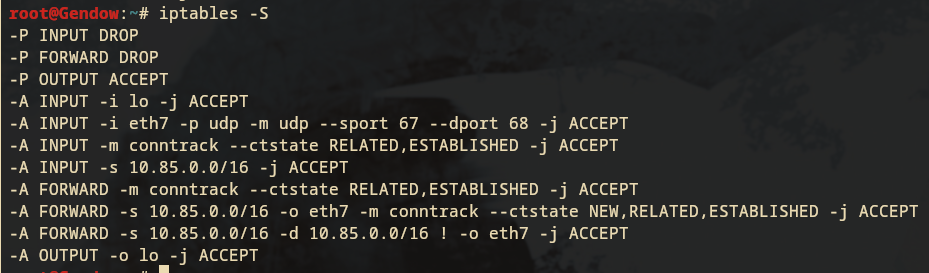 root@Gendow:~# iptables -S
-P INPUT DROP
-P FORWARD DROP
-P OUTPUT ACCEPT
-A INPUT -i lo -j ACCEPT
-A INPUT -i eth7 -p udp -m udp --sport 67 --dport 68 -j ACCEPT
-A INPUT -m conntrack --ctstate RELATED,ESTABLISHED -j ACCEPT
-A INPUT -s 10.85.0.0/16 -j ACCEPT
-A FORWARD -m conntrack --ctstate RELATED,ESTABLISHED -j ACCEPT
-A FORWARD -s 10.85.0.0/16 -o eth7 -m conntrack --ctstate NEW,RELATED,ESTABLISHED -j ACCEPT
-A FORWARD -s 10.85.0.0/16 -d 10.85.0.0/16 ! -o eth7 -j ACCEPT
-A OUTPUT -o lo -j ACCEPT